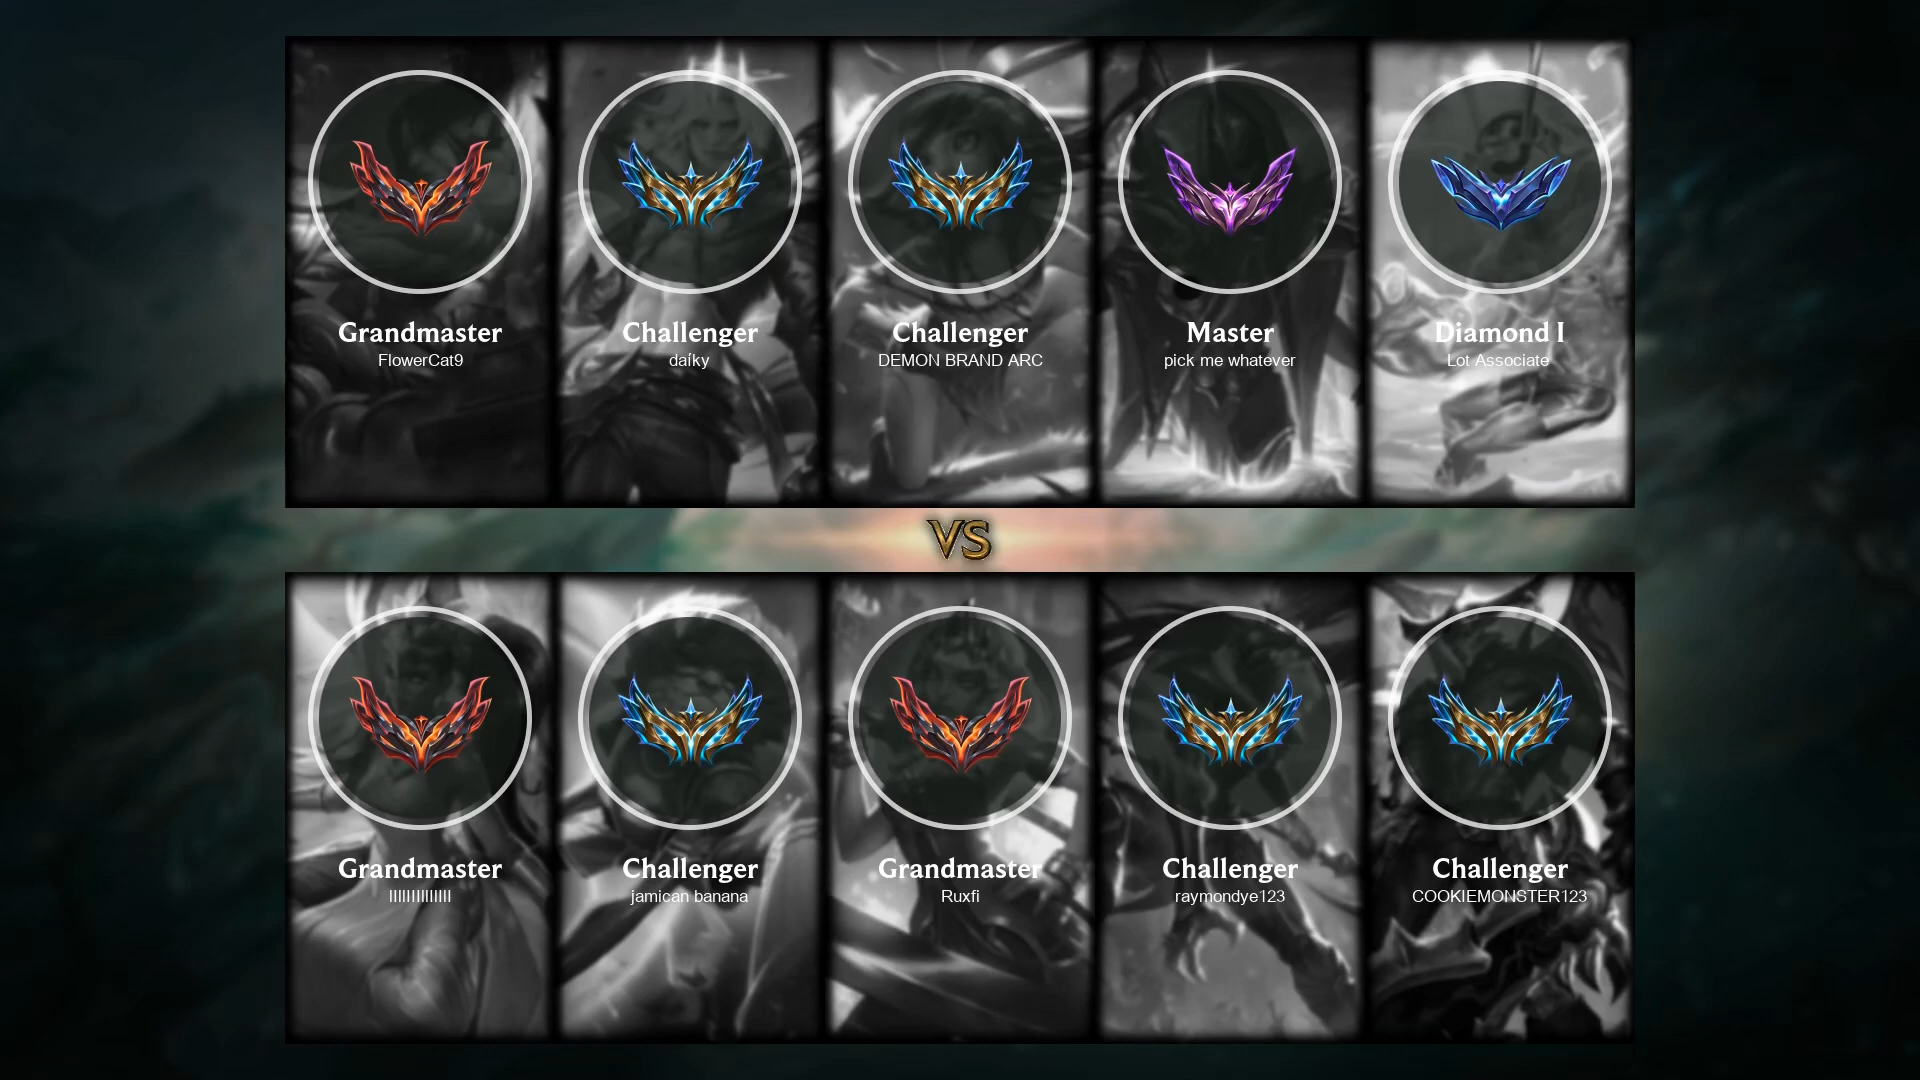 Grandmaster
FlowerCat9
Challenger
daíky
Challenger
DEMON BRAND ARC
Master
pick me whatever
Diamond I
Lot Associate
VS
Grandmaster
Challenger
jamican banana
Grandmaster
Ruxfi
Challenger
raymondye123
Challenger
COOKIEMONSTER123